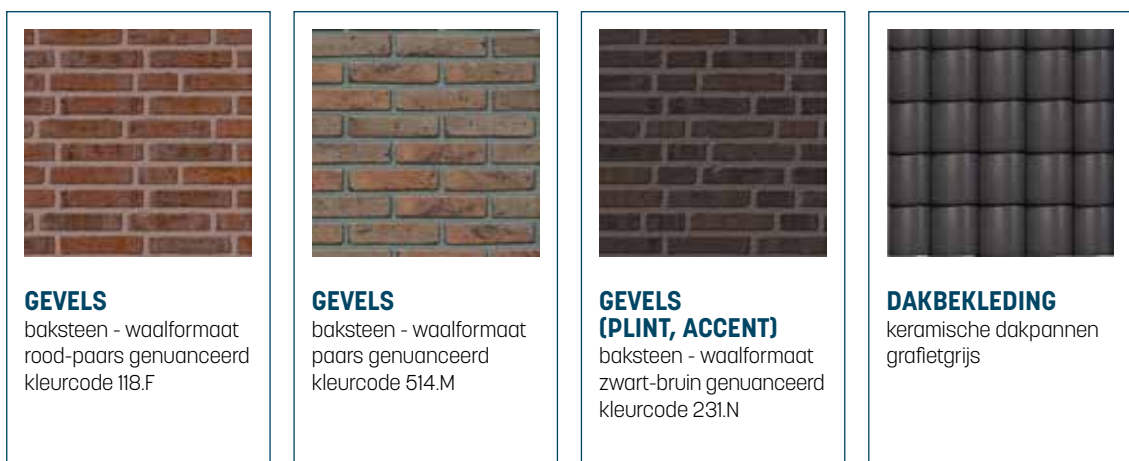 GEVELS
baksteen - waalformaat
rood-paars genuanceerd
kleurcode 118.F
GEVELS
baksteen - waalformaat
paars genuanceerd
kleurcode 514.M
GEVELS
(PLINT, ACCENT)
baksteen - waalformaat
zwart-bruin genuanceerd
kleurcode 231.N
DAKBEKLEDING
keramische dakpannen
grafietgrijs